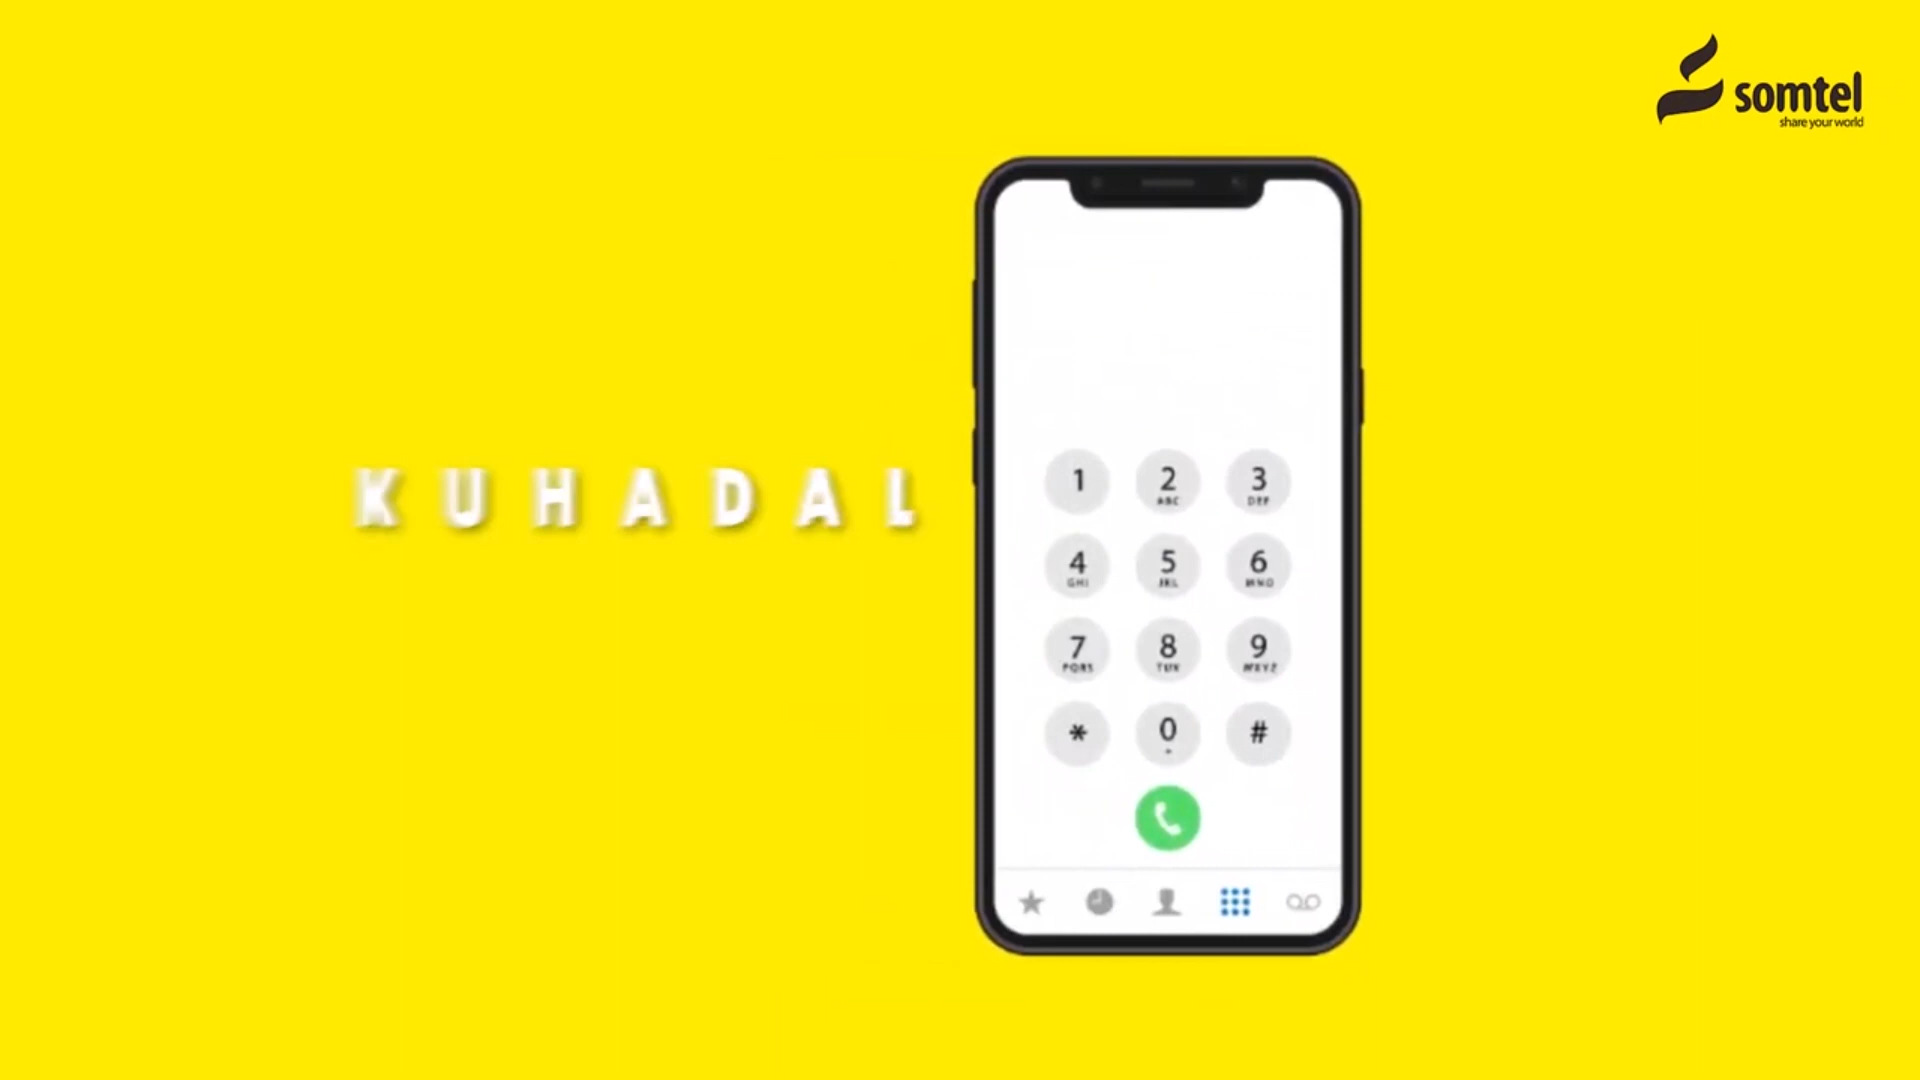 somtel
share your world
KUHADAL
1 2 3
ABC DEF
4 5 6
GHI JKL MNO
7 8 9
PQRS TUV WXYZ
* 0 #
+